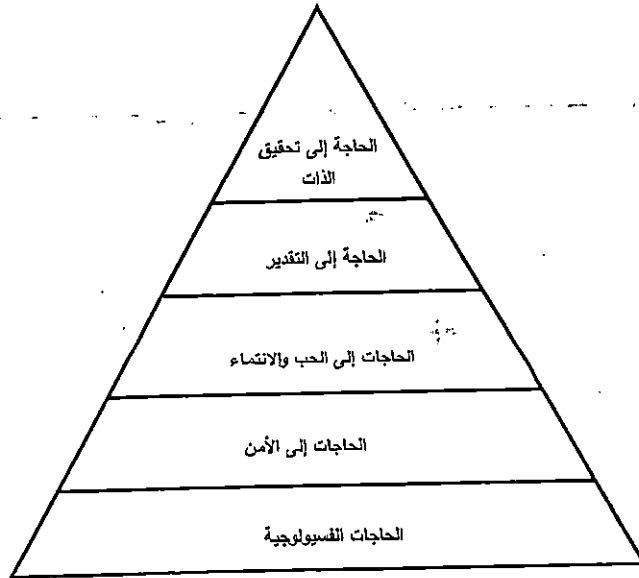 الحاجة إلى تحقيق
الذات
الحاجة إلى التقدير
الحاجات إلى الحب والانتماء
الحاجات إلى الأمن
الحاجات الفسيولوجية